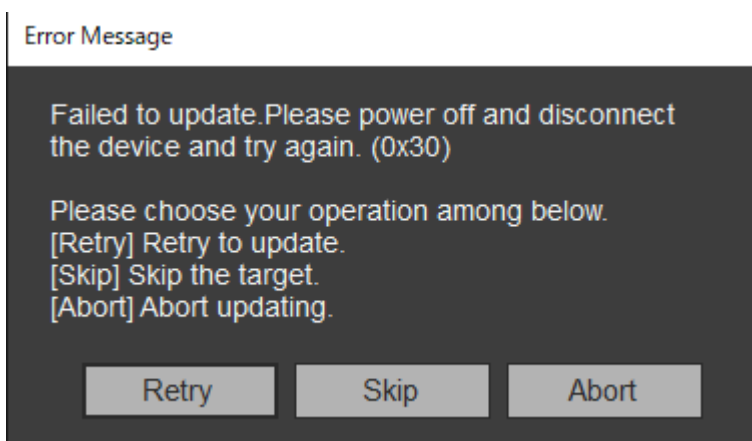 Error Message
Failed to update.Please power off and disconnect
the device and try again. (0x30)
Please choose your operation among below.
[Retry] Retry to update.
[Skip] Skip the target.
[Abort] Abort updating.
Retry Skip Abort